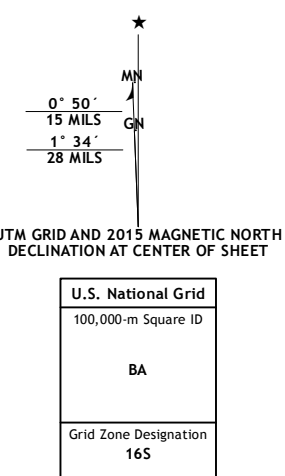 ★
MN
0° 50´
15 MILS
GN
1° 34´
28 MILS
UTM GRID AND 2015 MAGNETIC NORTH
DECLINATION AT CENTER OF SHEET
U.S. National Grid
100,000-m Square ID
BA
Grid Zone Designation
16S